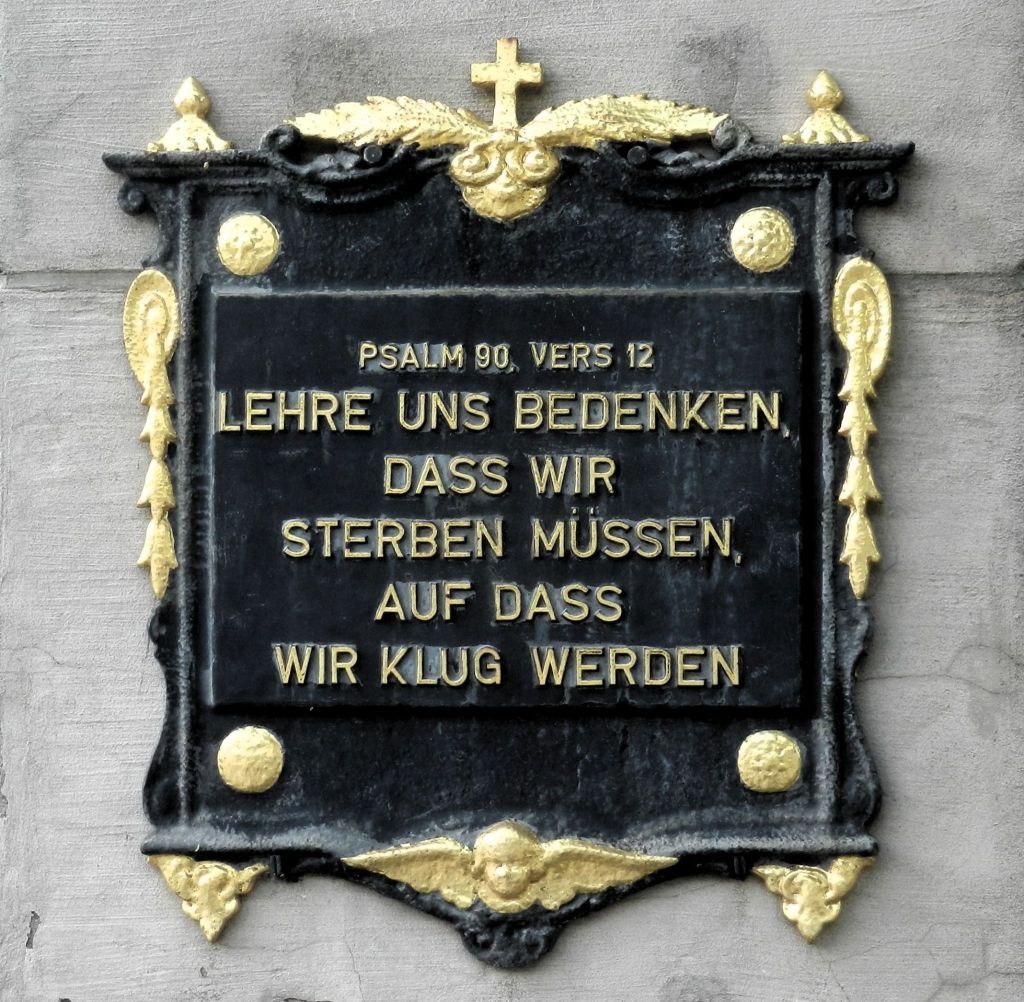 PSALM 90, VERS 12
LEHRE UNS BEDENKEN,
DASS WIR
STERBEN MÜSSEN,
AUF DASS
WIR KLUG WERDEN